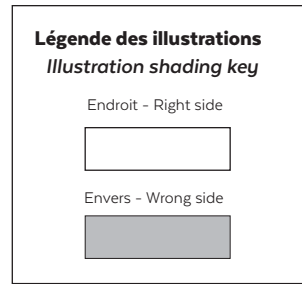 Légende des illustrations
Illustration shading key
Endroit - Right side
Envers - Wrong side